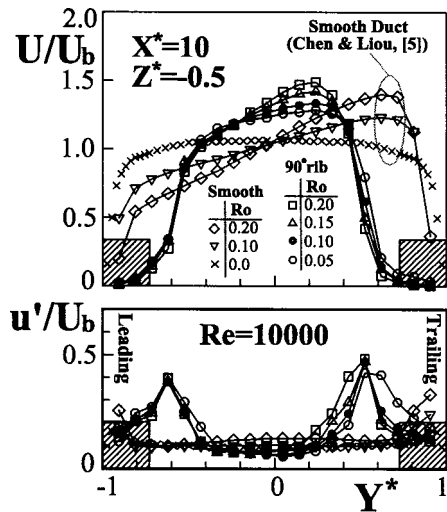 U/U_b
X*=10
Z*=-0.5
Smooth Duct
(Chen & Liou, [5])
2.0
1.5
1.0
0.5
0
Smooth
Ro
0.20
0.10
0.0
90°rib
Ro
0.20
0.15
0.10
0.05
u'/U_b
Re=10000
Leading
Trailing
0.5
0
-1
0
1
Y*